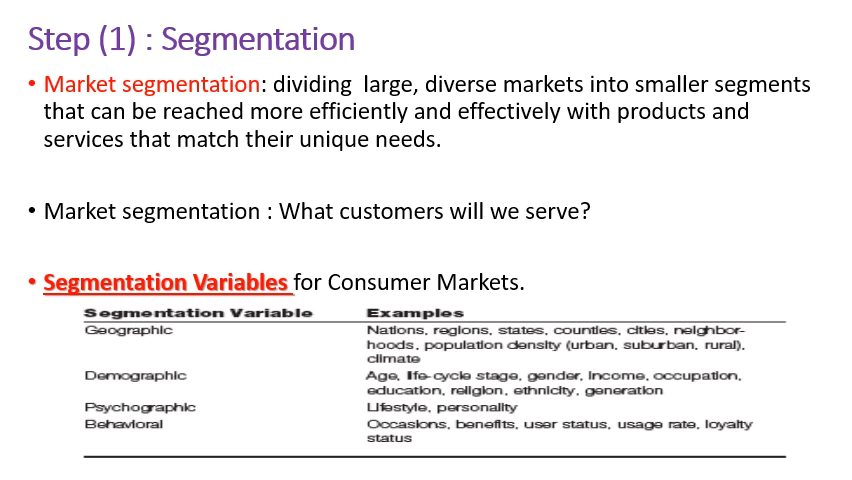 Step (1) : Segmentation
• Market segmentation: dividing large, diverse markets into smaller segments
that can be reached more efficiently and effectively with products and
services that match their unique needs.
• Market segmentation : What customers will we serve?
• Segmentation Variables for Consumer Markets.
Segmentation Variable Examples
Geographic Nations, regions, states, counties, cities, neighbor-
hoods, population density (urban, suburban, rural),
climate
Demographic Age, life-cycle stage, gender, income, occupation,
education, religion, ethnicity, generation
Psychographic Lifestyle, personality
Behavioral Occasions, benefits, user status, usage rate, loyalty
status